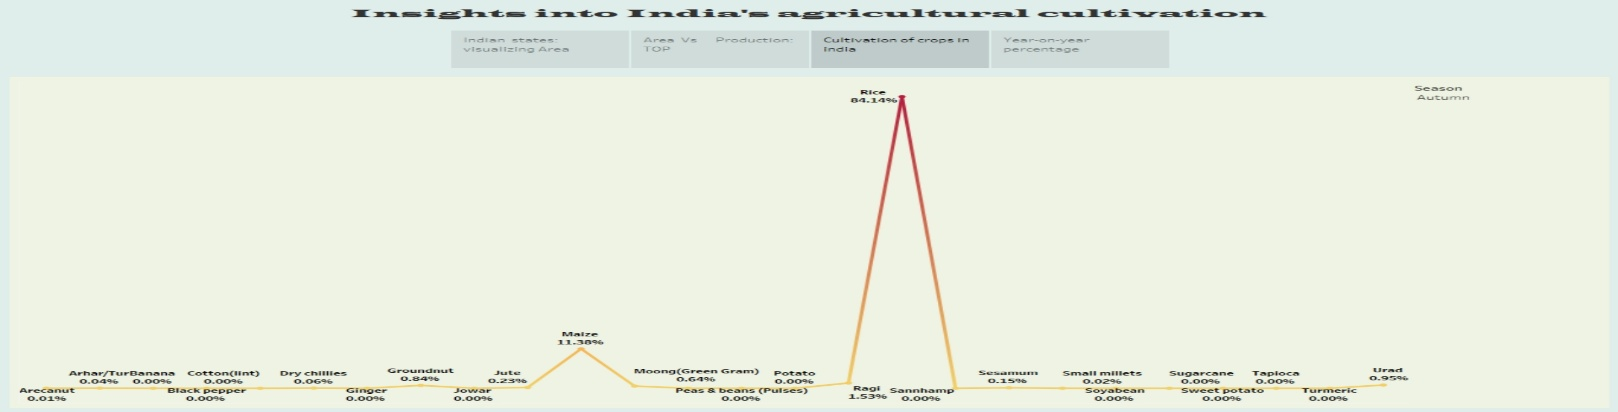 Insights into India's agricultural cultivation
Indian states:
visualizing Area
Area Vs Production:
TOP
Cultivation of crops in
India
Year-on-year
percentage
Season
Autumn
Rice
84.14%
Maize
11.38%
Arecanut
0.01%
Arhar/Tur
0.04%
Banana
0.00%
Black pepper
0.00%
Cotton(lint)
0.00%
Dry chillies
0.06%
Ginger
0.00%
Groundnut
0.84%
Jowar
0.00%
Jute
0.23%
Moong(Green Gram)
0.64%
Peas & beans (Pulses)
0.00%
Potato
0.00%
Ragi
1.53%
Sannhamp
0.00%
Sesamum
0.15%
Small millets
0.02%
Soyabean
0.00%
Sugarcane
0.00%
Sweet potato
0.00%
Tapioca
0.00%
Turmeric
0.00%
Urad
0.95%